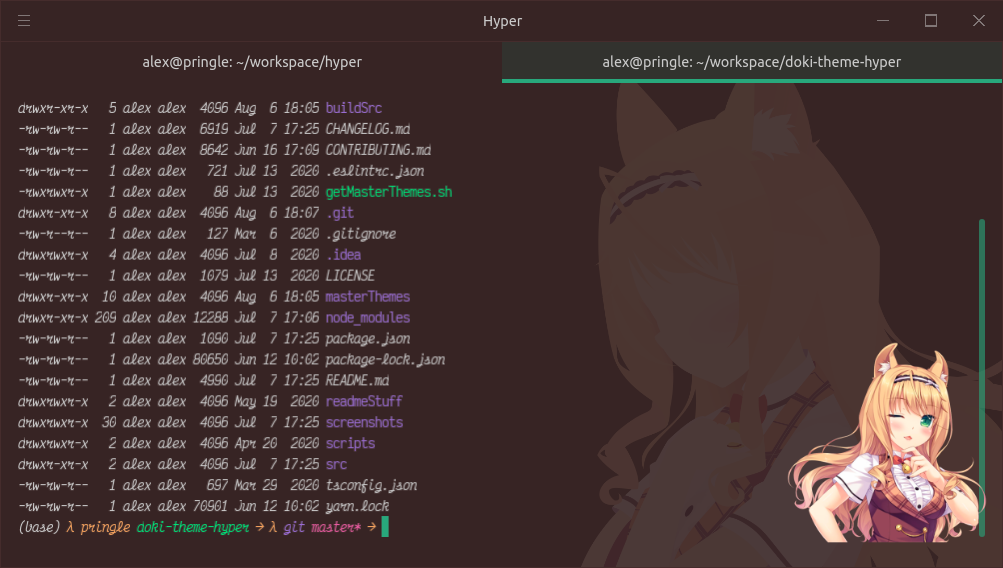 Hyper
alex@pringle: ~/workspace/hyper
alex@pringle: ~/workspace/doki-theme-hyper
drwxr-xr-x 5 alex alex 4096 Aug 6 18:05 buildSrc
-rw-rw-r-- 1 alex alex 6919 Jul 7 17:25 CHANGELOG.md
-rw-rw-r-- 1 alex alex 8642 Jun 16 17:09 CONTRIBUTING.md
-rw-rw-r-- 1 alex alex 721 Jul 13 2020 .eslintrc.json
-rwxrwxr-x 1 alex alex 88 Jul 13 2020 getMasterThemes.sh
drwxrwxr-x 8 alex alex 4096 Aug 6 18:07 .git
-rw-r--r-- 1 alex alex 127 Mar 6 2020 .gitignore
drwxrwxr-x 4 alex alex 4096 Jul 8 2020 .idea
-rw-rw-r-- 1 alex alex 1079 Jul 13 2020 LICENSE
drwxr-xr-x 10 alex alex 4096 Aug 6 18:05 masterThemes
drwxr-xr-x 209 alex alex 12288 Jul 7 17:06 node_modules
-rw-rw-r-- 1 alex alex 1090 Jul 7 17:25 package.json
-rw-rw-r-- 1 alex alex 80650 Jun 12 10:02 package-lock.json
-rw-rw-r-- 1 alex alex 4990 Jul 7 17:25 README.md
drwxrwxr-x 2 alex alex 4096 May 19 2020 readmeStuff
drwxrwxr-x 30 alex alex 4096 Jul 7 17:25 screenshots
drwxrwxr-x 2 alex alex 4096 Apr 20 2020 scripts
drwxr-xr-x 2 alex alex 4096 Jul 7 17:25 src
-rw-rw-r-- 1 alex alex 697 Mar 29 2020 tsconfig.json
-rw-rw-r-- 1 alex alex 70901 Jun 12 10:02 yarn.lock
(base) λ pringle doki-theme-hyper → λ git master* →